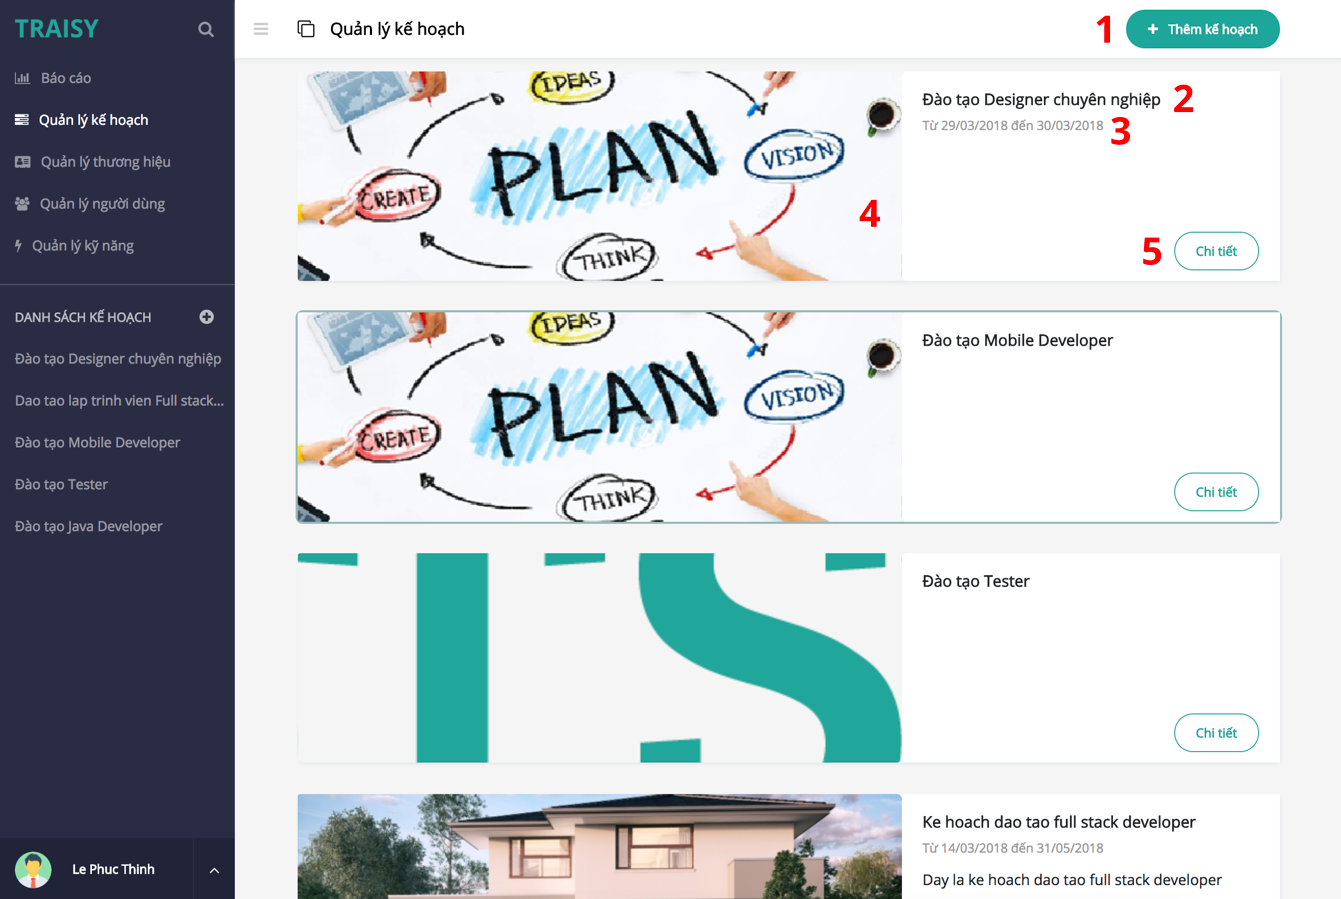 TRAISY
Báo cáo
Quản lý kế hoạch
Quản lý thương hiệu
Quản lý người dùng
Quản lý kỹ năng
DANH SÁCH KẾ HOẠCH
Đào tạo Designer chuyên nghiệp
Dao tao lap trinh vien Full stack...
Đào tạo Mobile Developer
Đào tạo Tester
Đào tạo Java Developer
Le Phuc Thinh
Quản lý kế hoạch
1
+ Thêm kế hoạch
IDEAS
PLAN
VISION
CREATE
THINK
4
Đào tạo Designer chuyên nghiệp 2
Từ 29/03/2018 đến 30/03/2018 3
5 Chi tiết
IDEAS
PLAN
VISION
CREATE
THINK
Đào tạo Mobile Developer
Chi tiết
TS
Đào tạo Tester
Chi tiết
Ke hoach dao tao full stack developer
Từ 14/03/2018 đến 31/05/2018
Day la ke hoach dao tao full stack developer